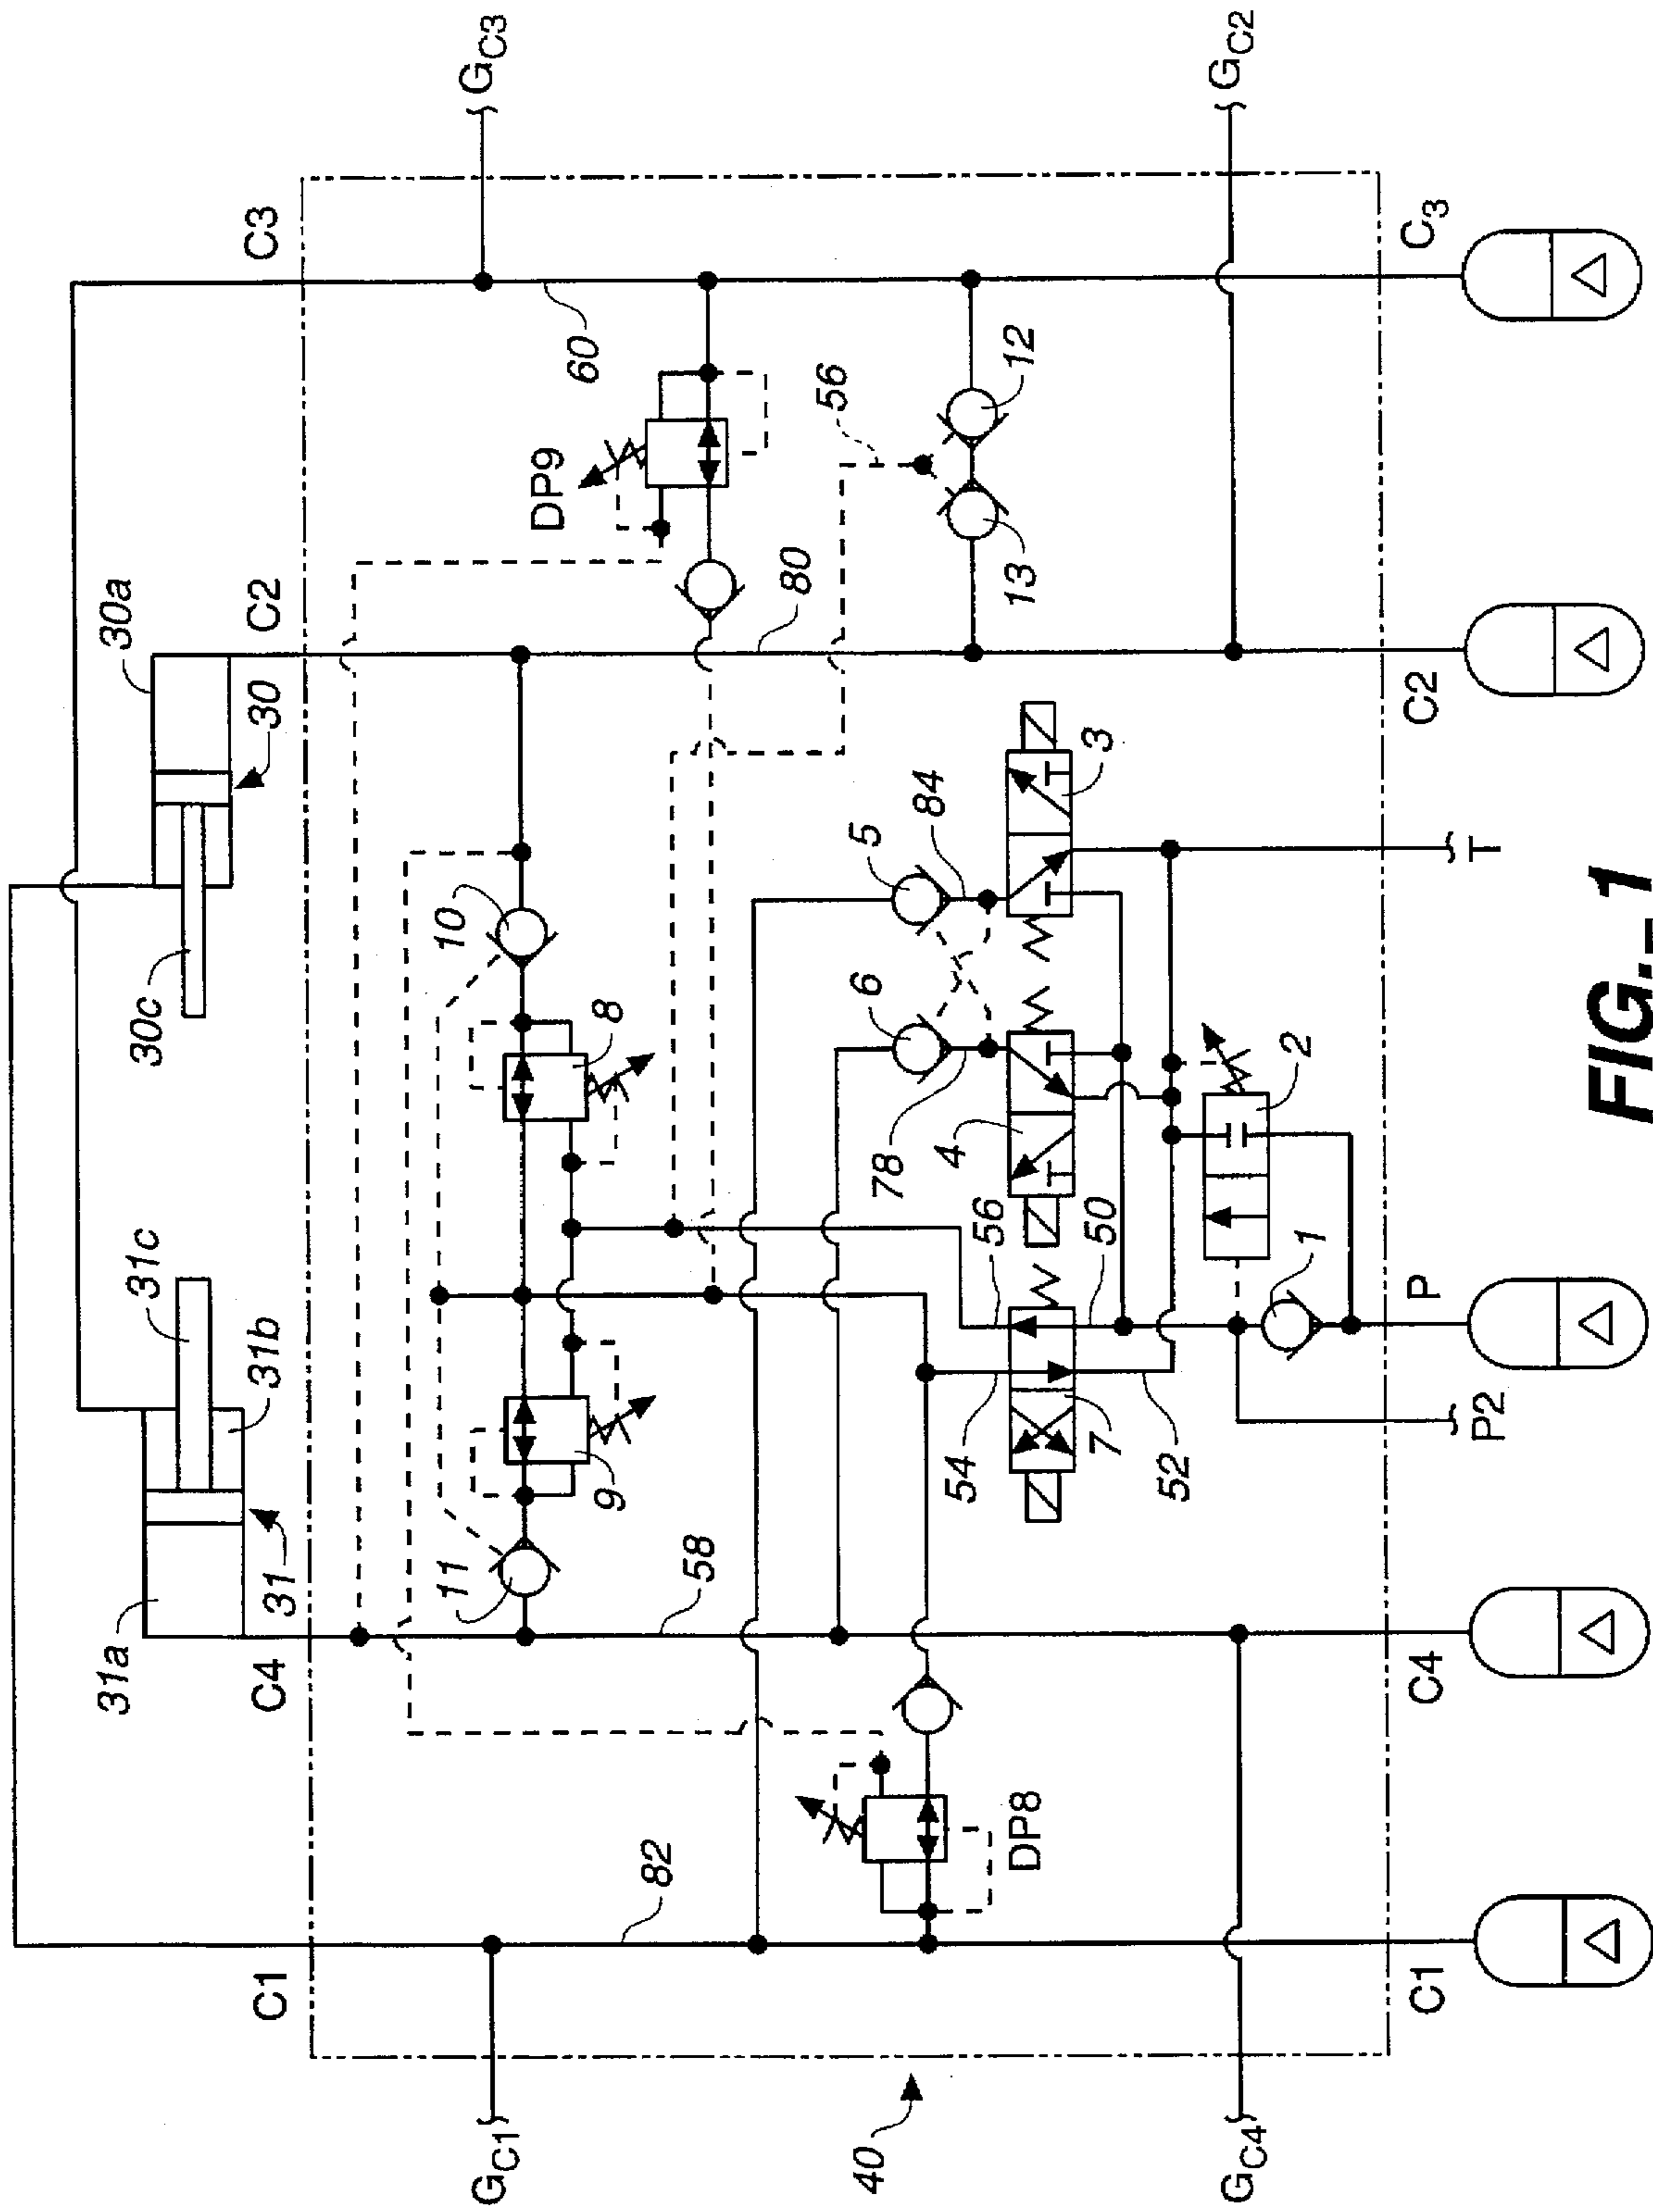 31a
31c
30c
30a
31b
C1
C4
31
30
C2
C3
G_C1
11
10
G_C3
DP9
60
9
8
82
58
80
56
40
6
5
78
84
54
56
4
DP8
13
12
7
50
3
52
2
G_C4
1
G_C2
C1
C4
P2
P
T
C2
C₃
FIG.–1